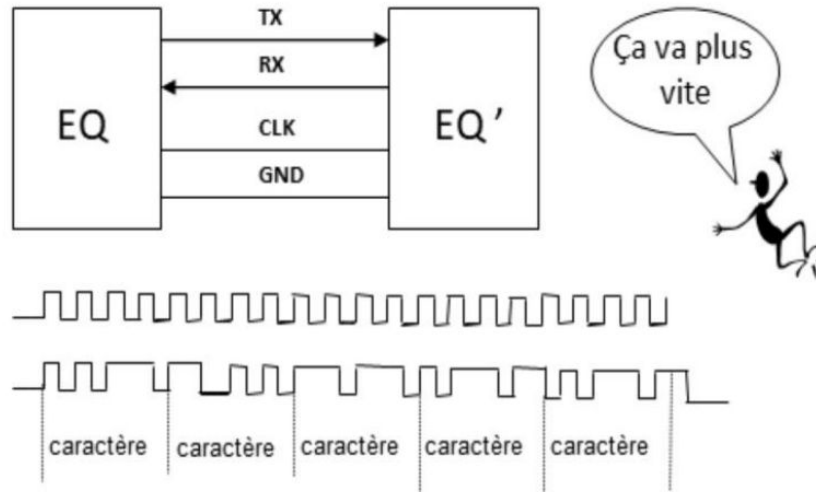 TX
RX
EQ
CLK
EQ'
GND
Ça va plus
vite
caractère caractère caractère caractère caractère